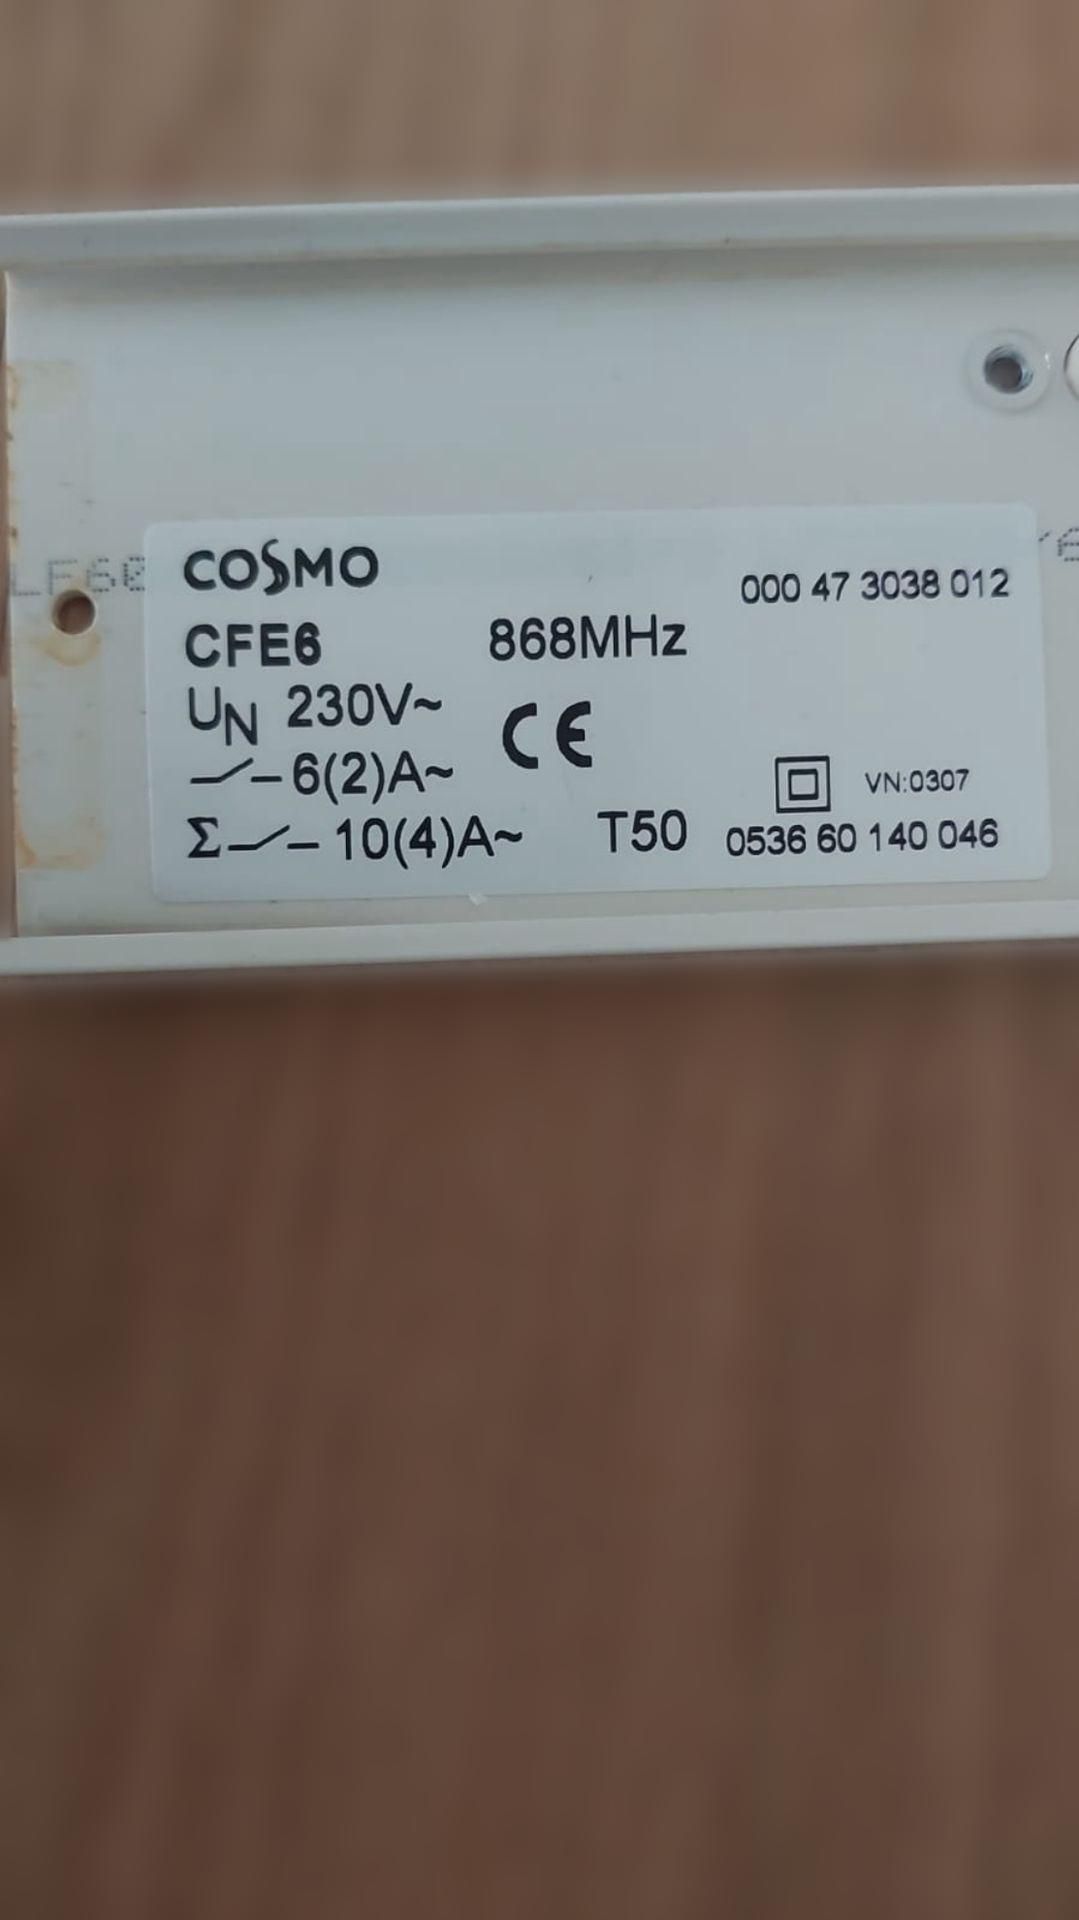 COSMO
000 47 3038 012
CFE6 868MHz
UN 230V~
CE
6(2)A~
VN:0307
Σ 10(4)A~ T50 0536 60 140 046